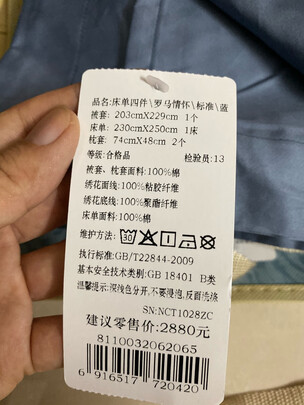 品名:床单四件\罗马情怀\标准\蓝
被套: 203cmX229cm 1个
床单: 230cmX250cm 1床
枕套: 74cmX48cm 2个
等级:合格品 检验员:13
被套、枕套面料:100%棉
绣花面线:100%粘胶纤维
绣花底线:100%聚酯纤维
床单面料:100%棉
维护方法:
执行标准:GB/T22844-2009
基本安全技术类别:GB 18401 B类
温馨提示:深浅色分开,不要浸泡,反面洗涤
SN:NCT1028ZC
建议零售价:2880元
8110032062065
6 916517 720420